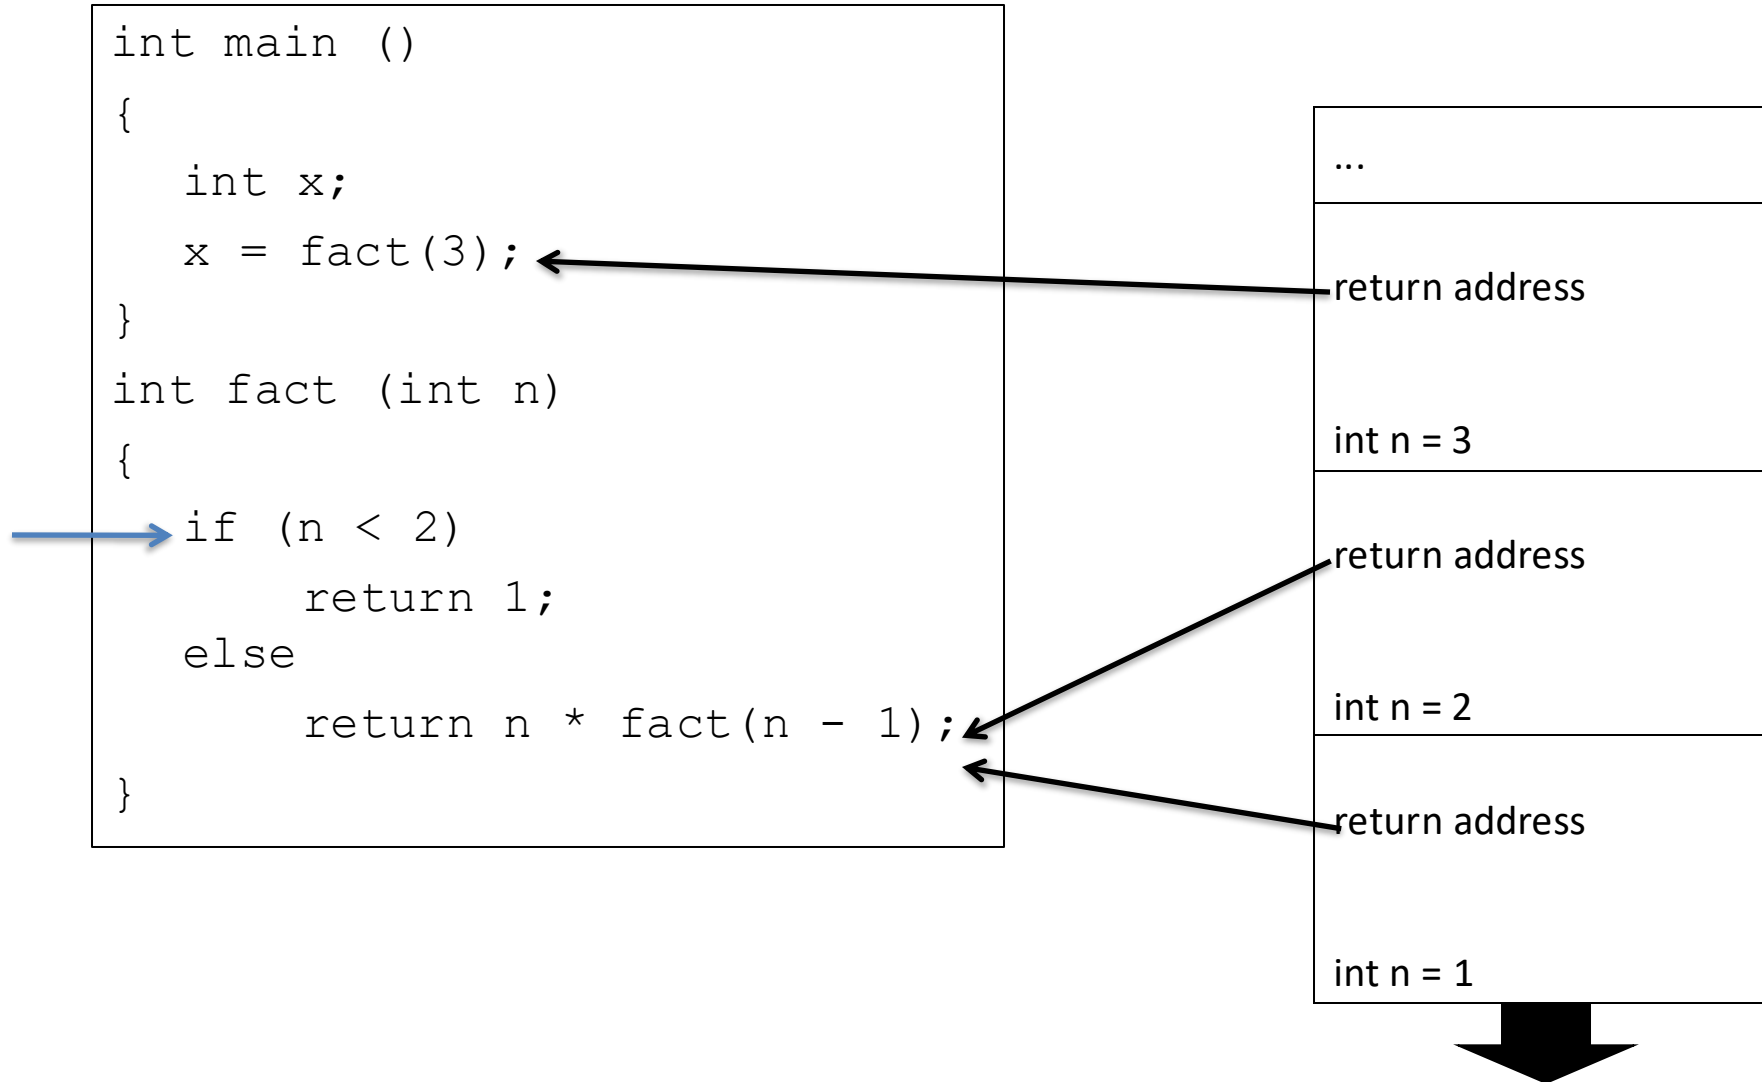 int main ()
{
int x;
x = fact(3);
}
int fact (int n)
{
if (n < 2)
return 1;
else
return n * fact(n - 1);
}
...
return address
int n = 3
return address
int n = 2
return address
int n = 1